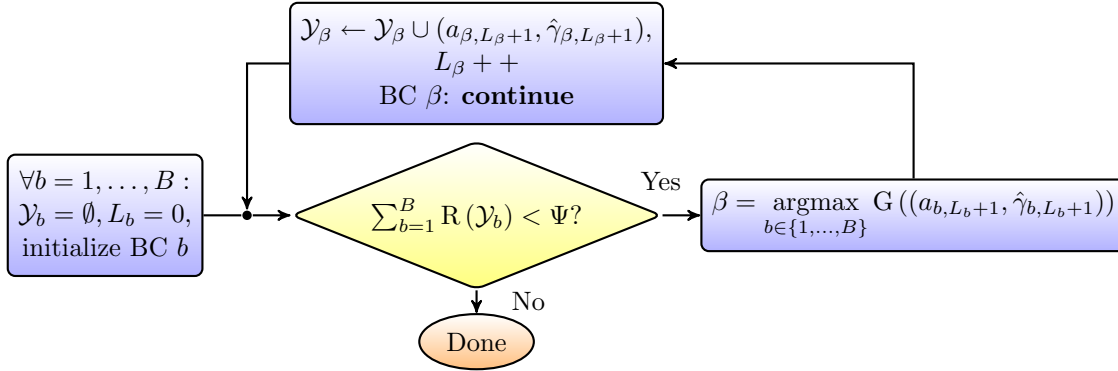 𝒴_β ← 𝒴_β ∪ (a_{β,L_β+1}, γ̂_{β,L_β+1}),
L_β + +
BC β: continue
∀b = 1, . . . , B :
𝒴_b = ∅, L_b = 0,
initialize BC b
∑_{b=1}^{B} R (𝒴_b) < Ψ?
Yes
β = argmax_{b∈{1,...,B}} G ((a_{b,L_b+1}, γ̂_{b,L_b+1}))
No
Done